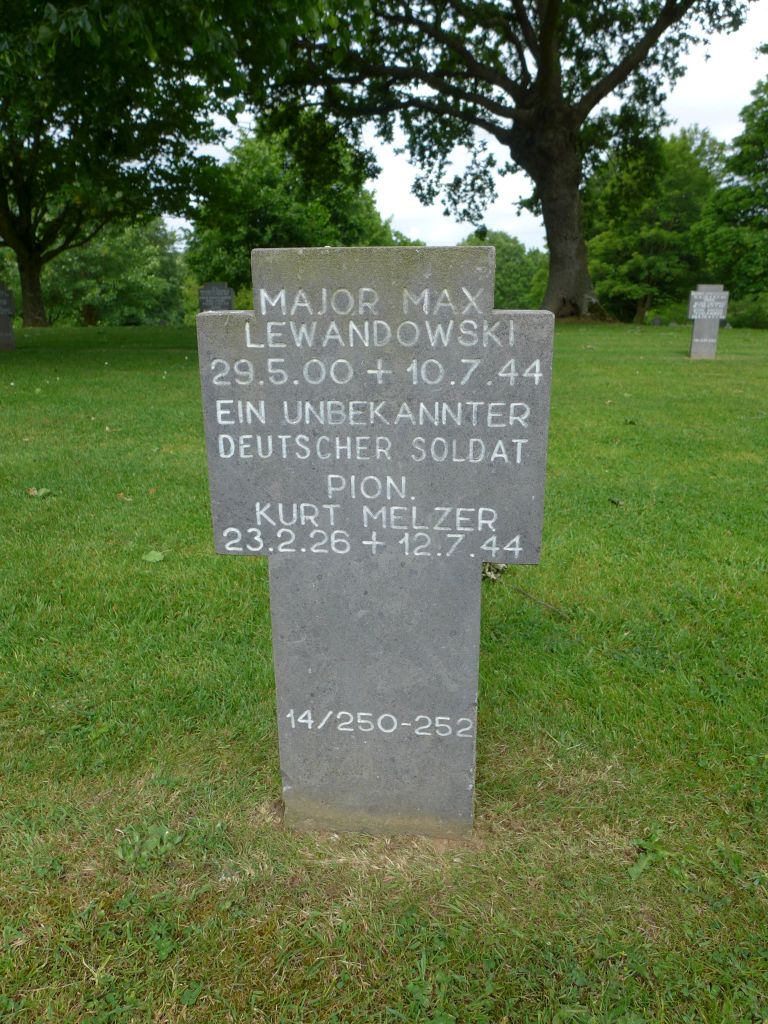 MAJOR MAX
LEWANDOWSKI
29.5.00 + 10.7.44
EIN UNBEKANNTER
DEUTSCHER SOLDAT
PION.
KURT MELZER
23.2.26 + 12.7.44
14/250-252